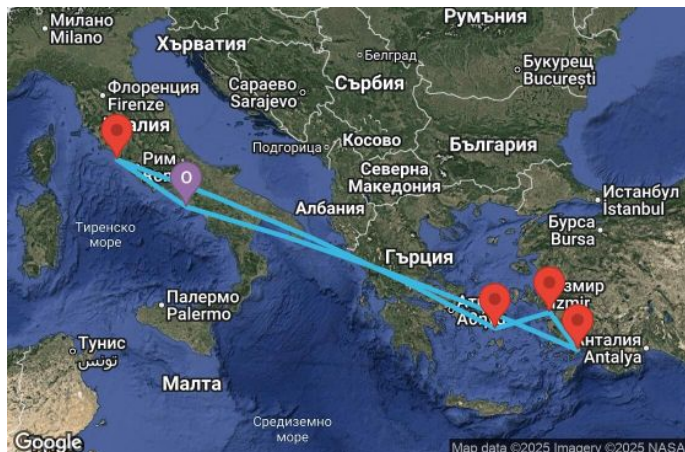 Милано
Milano
Хърватия
Румъния
Белград
Букурещ
București
Флоренция
Firenze
Сараево
Sarajevo
Сърбия
Подгорица
Косово
България
Рим
Северна
Македония
Истанбул
İstanbul
Албания
Бурса
Bursa
Тиренско
море
Гърция
Палермо
Palermo
Izmir
Анталия
Antalya
Тунис
تونس
Малта
Средиземно
море
Google
Map data ©2025 Imagery ©2025 NASA